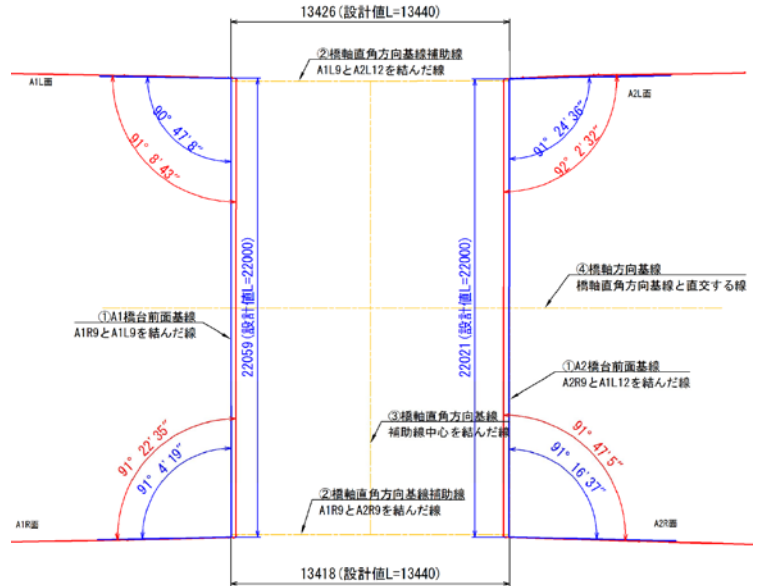 13426(設計値L=13440)
②橋軸直角方向基線補助線
A1L9とA2L12を結んだ線
A1L面
A2L面
90° 47′8″
91° 8′43″
91° 24′36″
92° 2′32″
④橋軸方向基線
橋軸直角方向基線と直交する線
①A1橋台前面基線
A1R9とA1L9を結んだ線
22059(設計値L=22000)
22021(設計値L=22000)
①A2橋台前面基線
A2R9とA1L12を結んだ線
③橋軸直角方向基線
補助線中心を結んだ線
91° 22′35″
91° 4′19″
91° 47′5″
91° 16′37″
②橋軸直角方向基線補助線
A1R9とA2R9を結んだ線
A1R面
A2R面
13418(設計値L=13440)